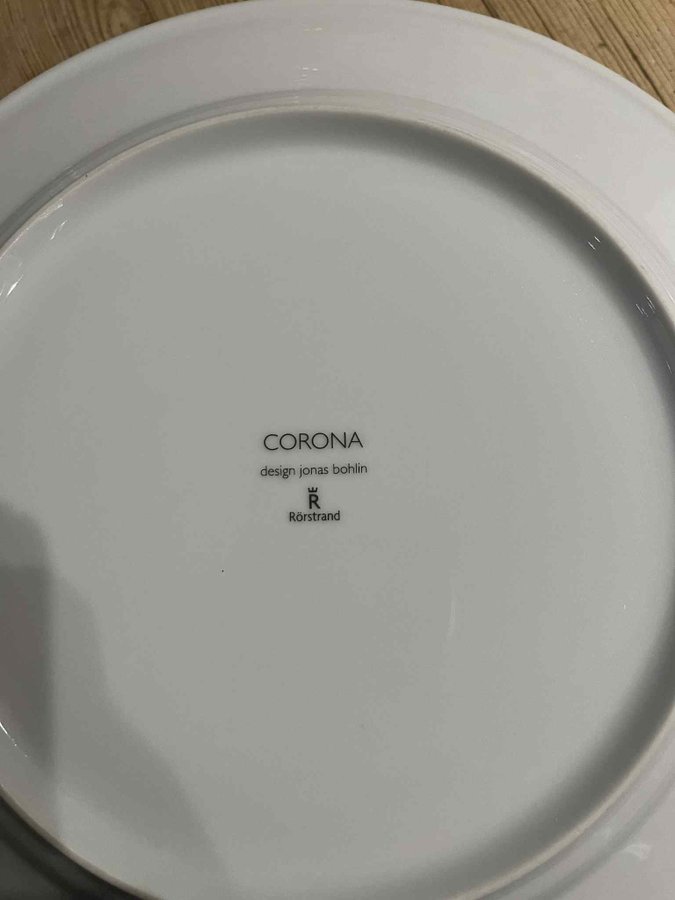 CORONA
design jonas bohlin
R
Rörstrand